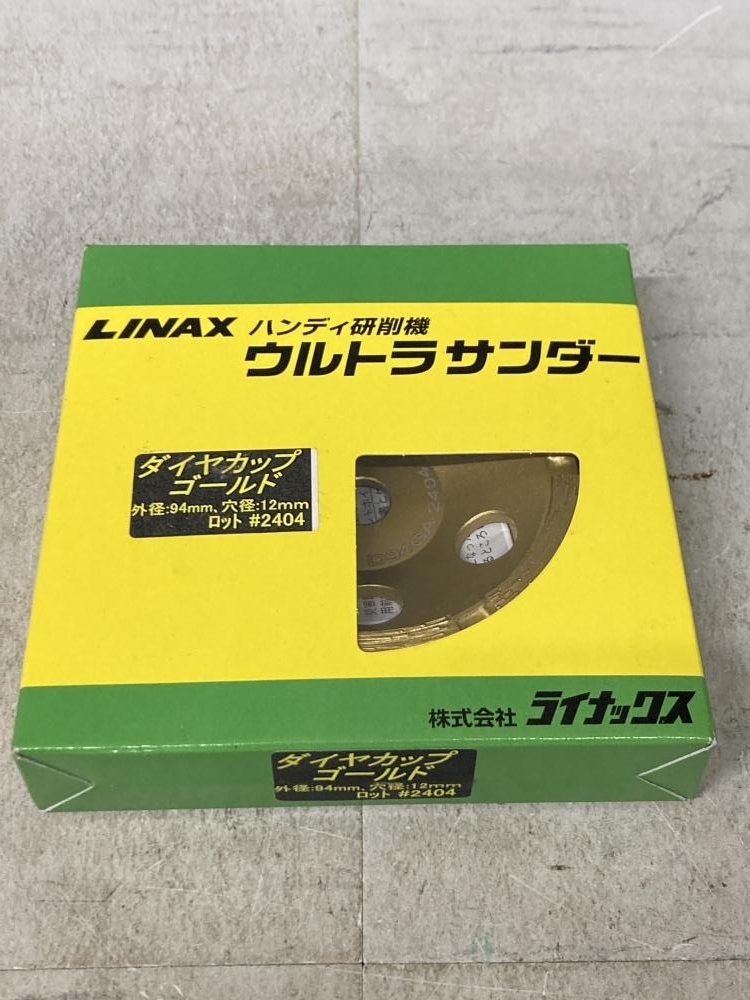 LINAX ハンディ研削機
ウルトラサンダー
ダイヤカップ
ゴールド
外径:94mm、穴径:12mm
ロット #2404
240A
株式会社 ライナックス
ダイヤカップ
ゴールド
外径:94mm、穴径:12mm
ロット #2404